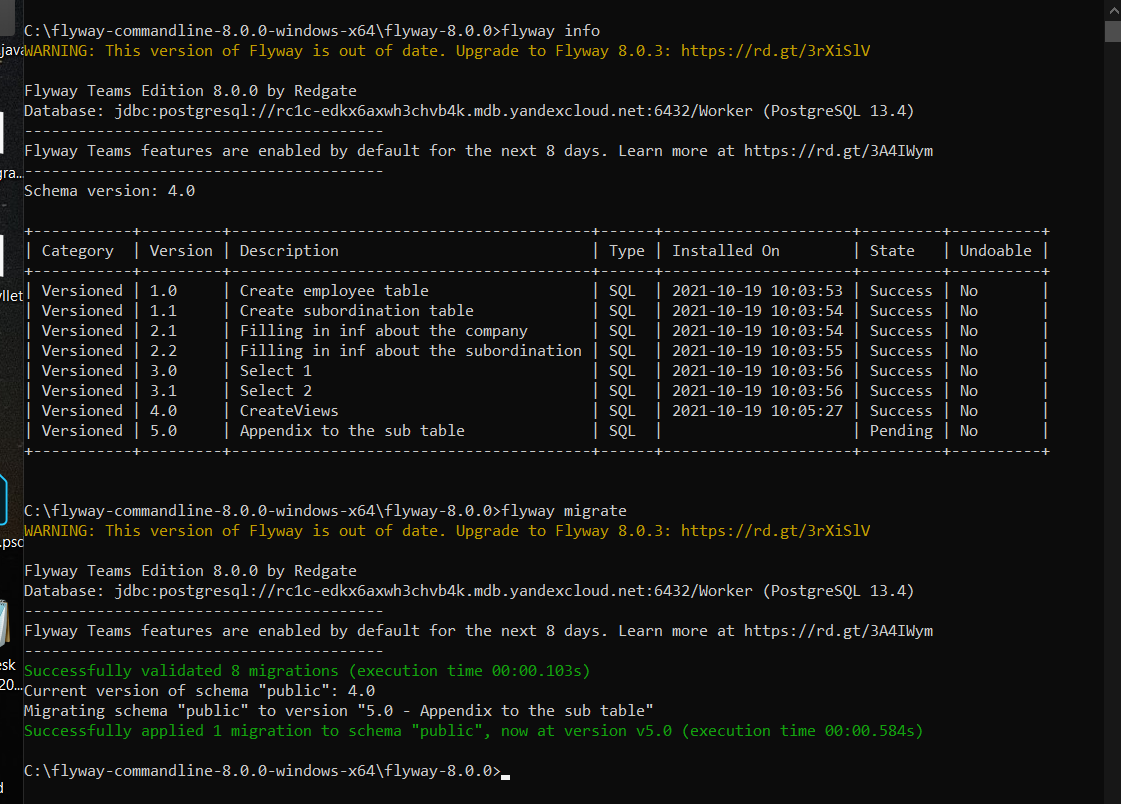 C:\flyway-commandline-8.0.0-windows-x64\flyway-8.0.0>flyway info
WARNING: This version of Flyway is out of date. Upgrade to Flyway 8.0.3: https://rd.gt/3rXiSlV
Flyway Teams Edition 8.0.0 by Redgate
Database: jdbc:postgresql://rc1c-edkx6axwh3chvb4k.mdb.yandexcloud.net:6432/Worker (PostgreSQL 13.4)
----------------------------------------
Flyway Teams features are enabled by default for the next 8 days. Learn more at https://rd.gt/3A4IWym
----------------------------------------
Schema version: 4.0
+-----------+---------+----------------------------------------+------+---------------------+---------+----------+
| Category  | Version | Description                            | Type | Installed On        | State   | Undoable |
+-----------+---------+----------------------------------------+------+---------------------+---------+----------+
| Versioned | 1.0     | Create employee table                  | SQL  | 2021-10-19 10:03:53 | Success | No       |
| Versioned | 1.1     | Create subordination table             | SQL  | 2021-10-19 10:03:54 | Success | No       |
| Versioned | 2.1     | Filling in inf about the company       | SQL  | 2021-10-19 10:03:54 | Success | No       |
| Versioned | 2.2     | Filling in inf about the subordination | SQL  | 2021-10-19 10:03:55 | Success | No       |
| Versioned | 3.0     | Select 1                               | SQL  | 2021-10-19 10:03:56 | Success | No       |
| Versioned | 3.1     | Select 2                               | SQL  | 2021-10-19 10:03:56 | Success | No       |
| Versioned | 4.0     | CreateViews                            | SQL  | 2021-10-19 10:05:27 | Success | No       |
| Versioned | 5.0     | Appendix to the sub table              | SQL  |                     | Pending | No       |
+-----------+---------+----------------------------------------+------+---------------------+---------+----------+
C:\flyway-commandline-8.0.0-windows-x64\flyway-8.0.0>flyway migrate
WARNING: This version of Flyway is out of date. Upgrade to Flyway 8.0.3: https://rd.gt/3rXiSlV
Flyway Teams Edition 8.0.0 by Redgate
Database: jdbc:postgresql://rc1c-edkx6axwh3chvb4k.mdb.yandexcloud.net:6432/Worker (PostgreSQL 13.4)
----------------------------------------
Flyway Teams features are enabled by default for the next 8 days. Learn more at https://rd.gt/3A4IWym
----------------------------------------
Successfully validated 8 migrations (execution time 00:00.103s)
Current version of schema "public": 4.0
Migrating schema "public" to version "5.0 - Appendix to the sub table"
Successfully applied 1 migration to schema "public", now at version v5.0 (execution time 00:00.584s)
C:\flyway-commandline-8.0.0-windows-x64\flyway-8.0.0>